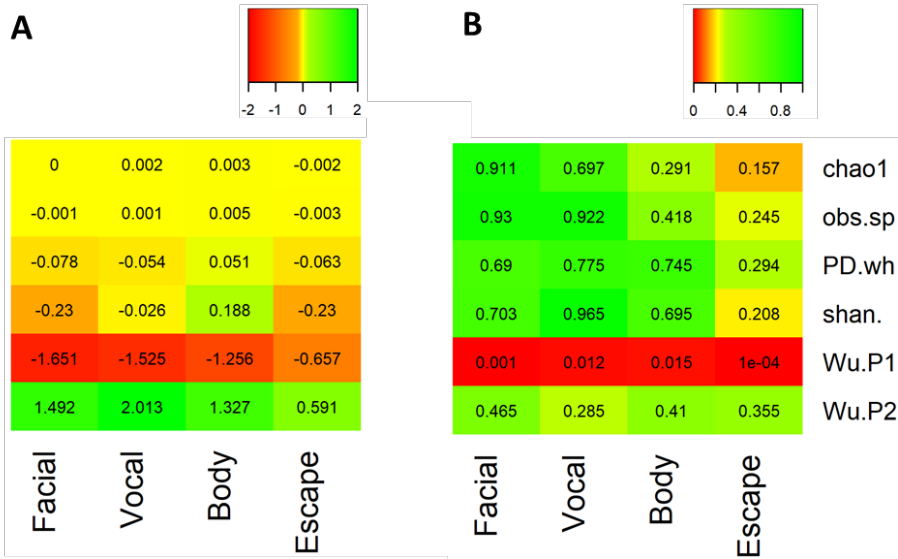 A
B
-2 -1 0 1 2
0 0.4 0.8
0 0.002 0.003 -0.002
0.911 0.697 0.291 0.157 chao1
-0.001 0.001 0.005 -0.003
0.93 0.922 0.418 0.245 obs.sp
-0.078 -0.054 0.051 -0.063
0.69 0.775 0.745 0.294 PD.wh
-0.23 -0.026 0.188 -0.23
0.703 0.965 0.695 0.208 shan.
-1.651 -1.525 -1.256 -0.657
0.001 0.012 0.015 1e-04 Wu.P1
1.492 2.013 1.327 0.591
0.465 0.285 0.41 0.355 Wu.P2
Facial
Vocal
Body
Escape
Facial
Vocal
Body
Escape